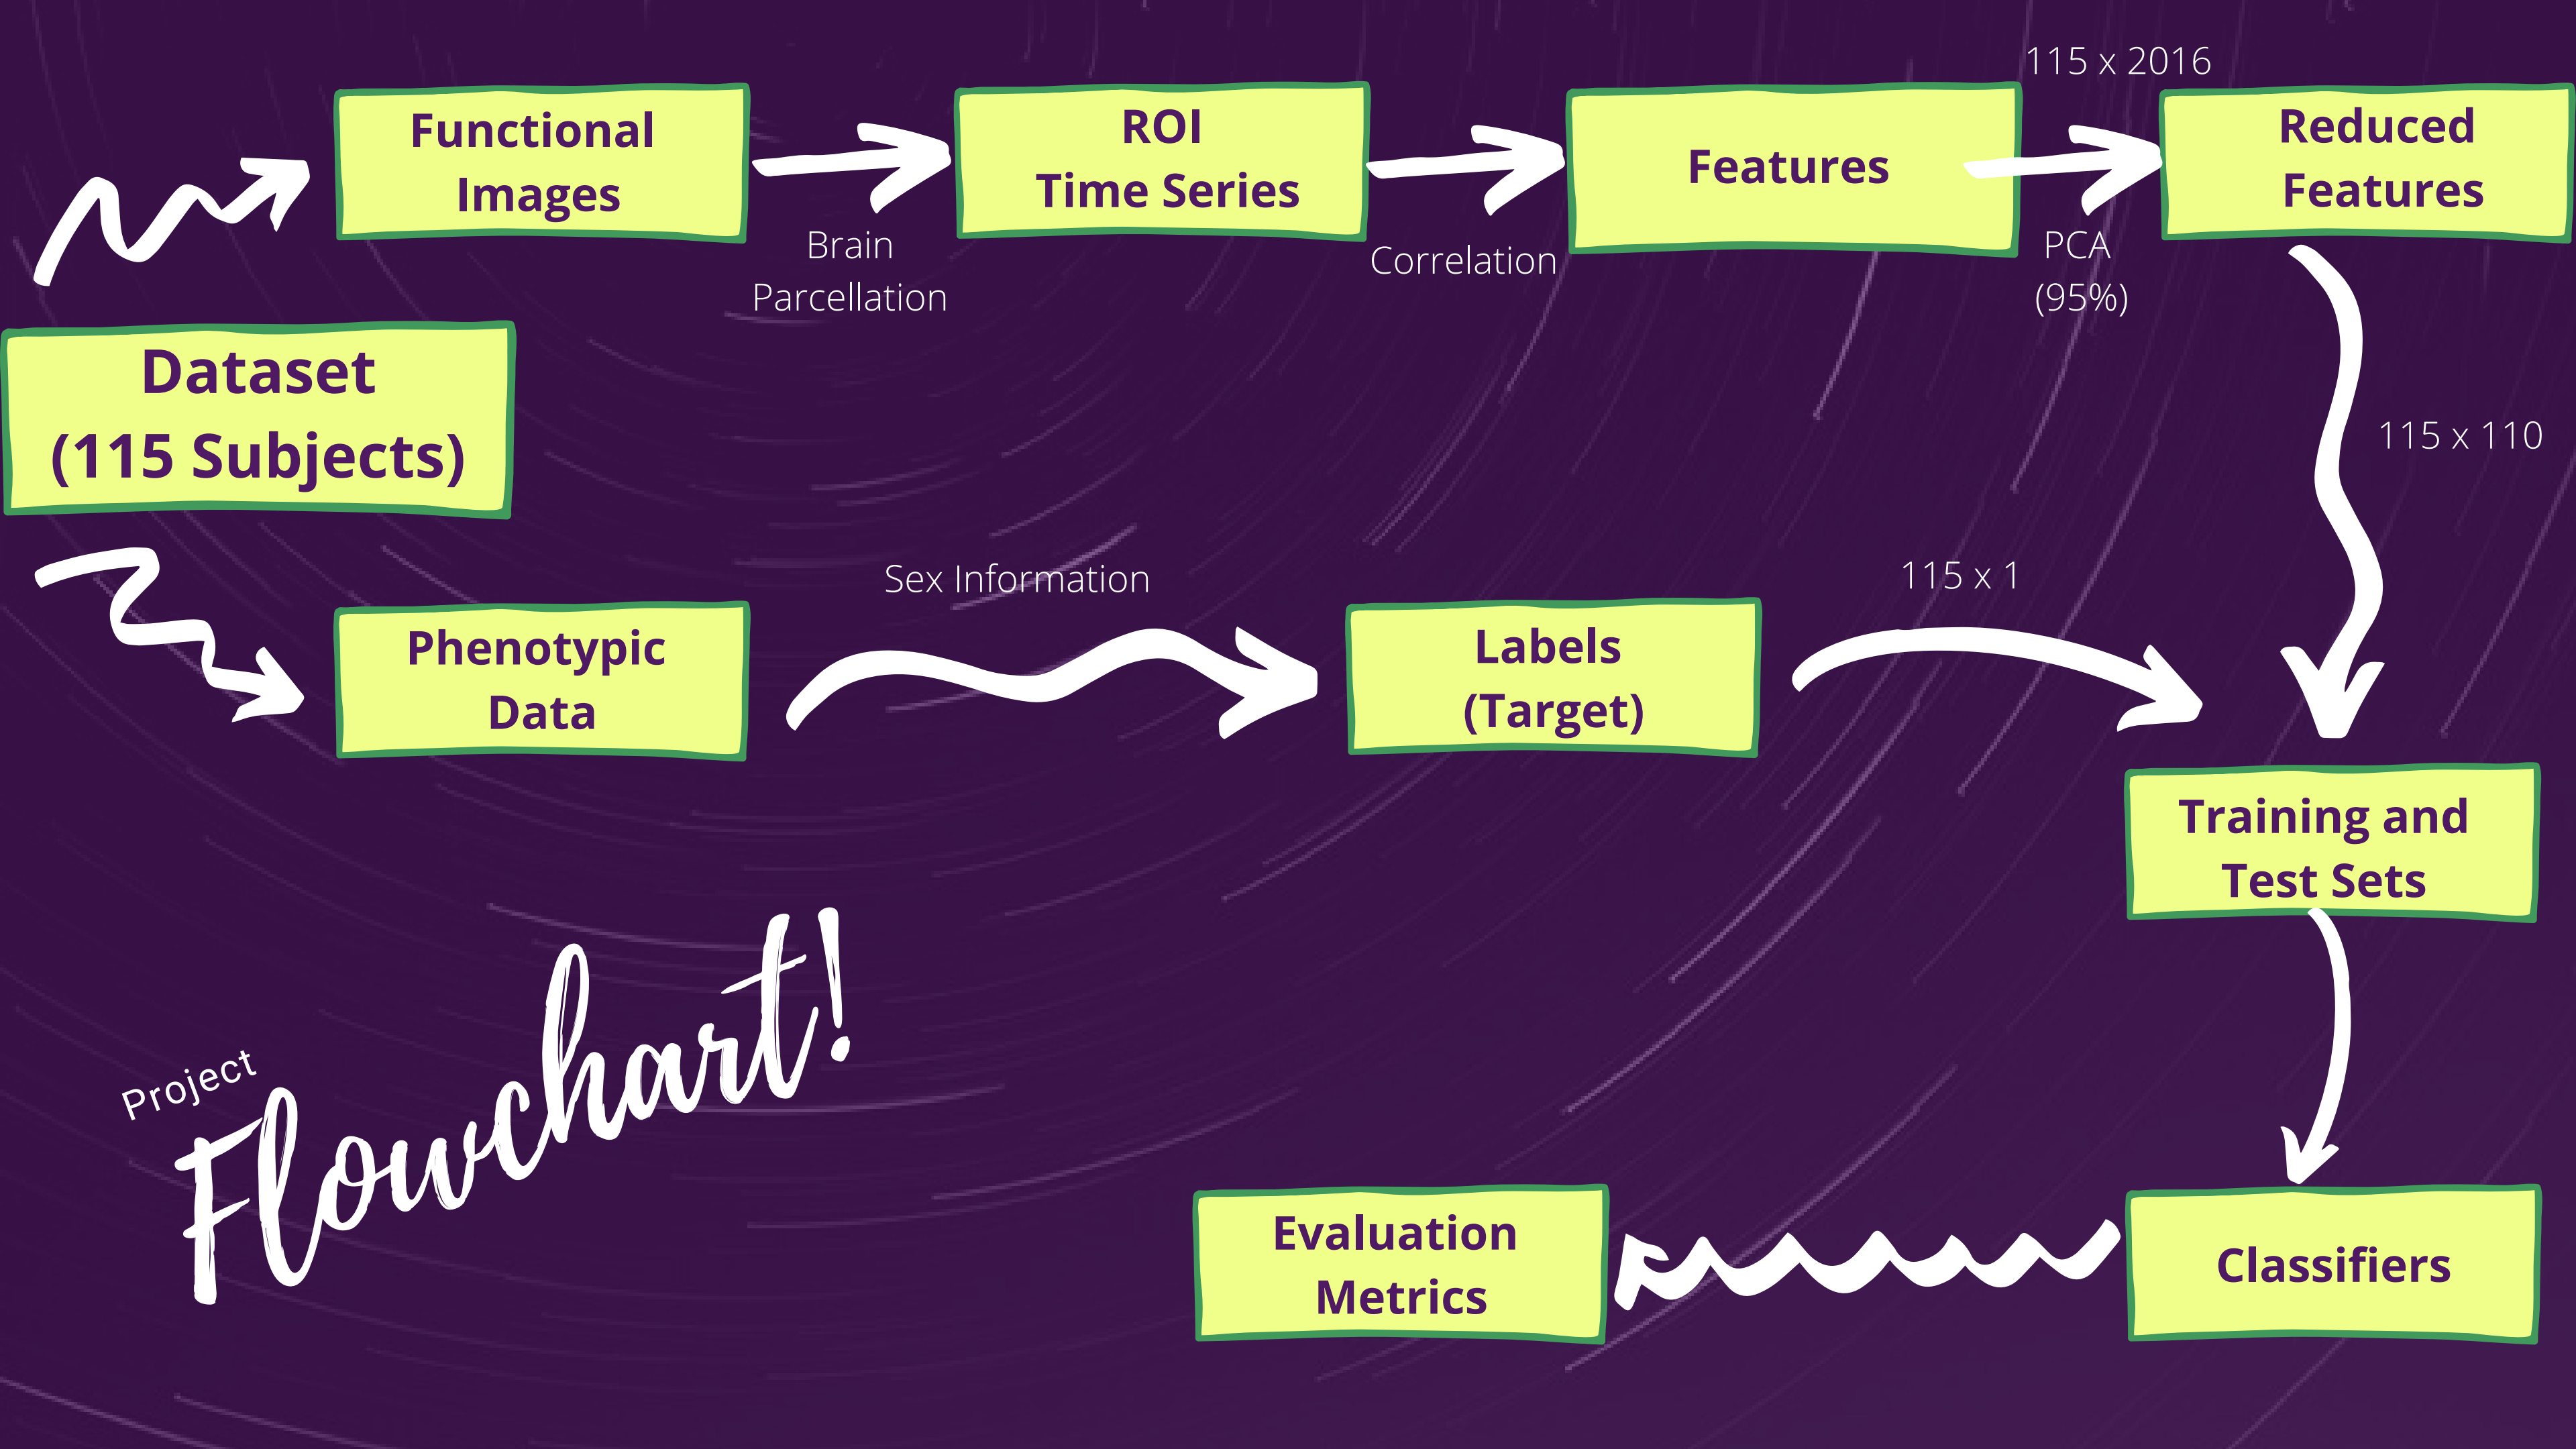 115 x 2016
Functional
Images
ROI
Time Series
Features
Reduced
Features
Brain
Parcellation
Correlation
PCA
(95%)
Dataset
(115 Subjects)
115 x 110
Sex Information
115 x 1
Phenotypic
Data
Labels
(Target)
Training and
Test Sets
Project
Flowchart!
Evaluation
Metrics
Classifiers